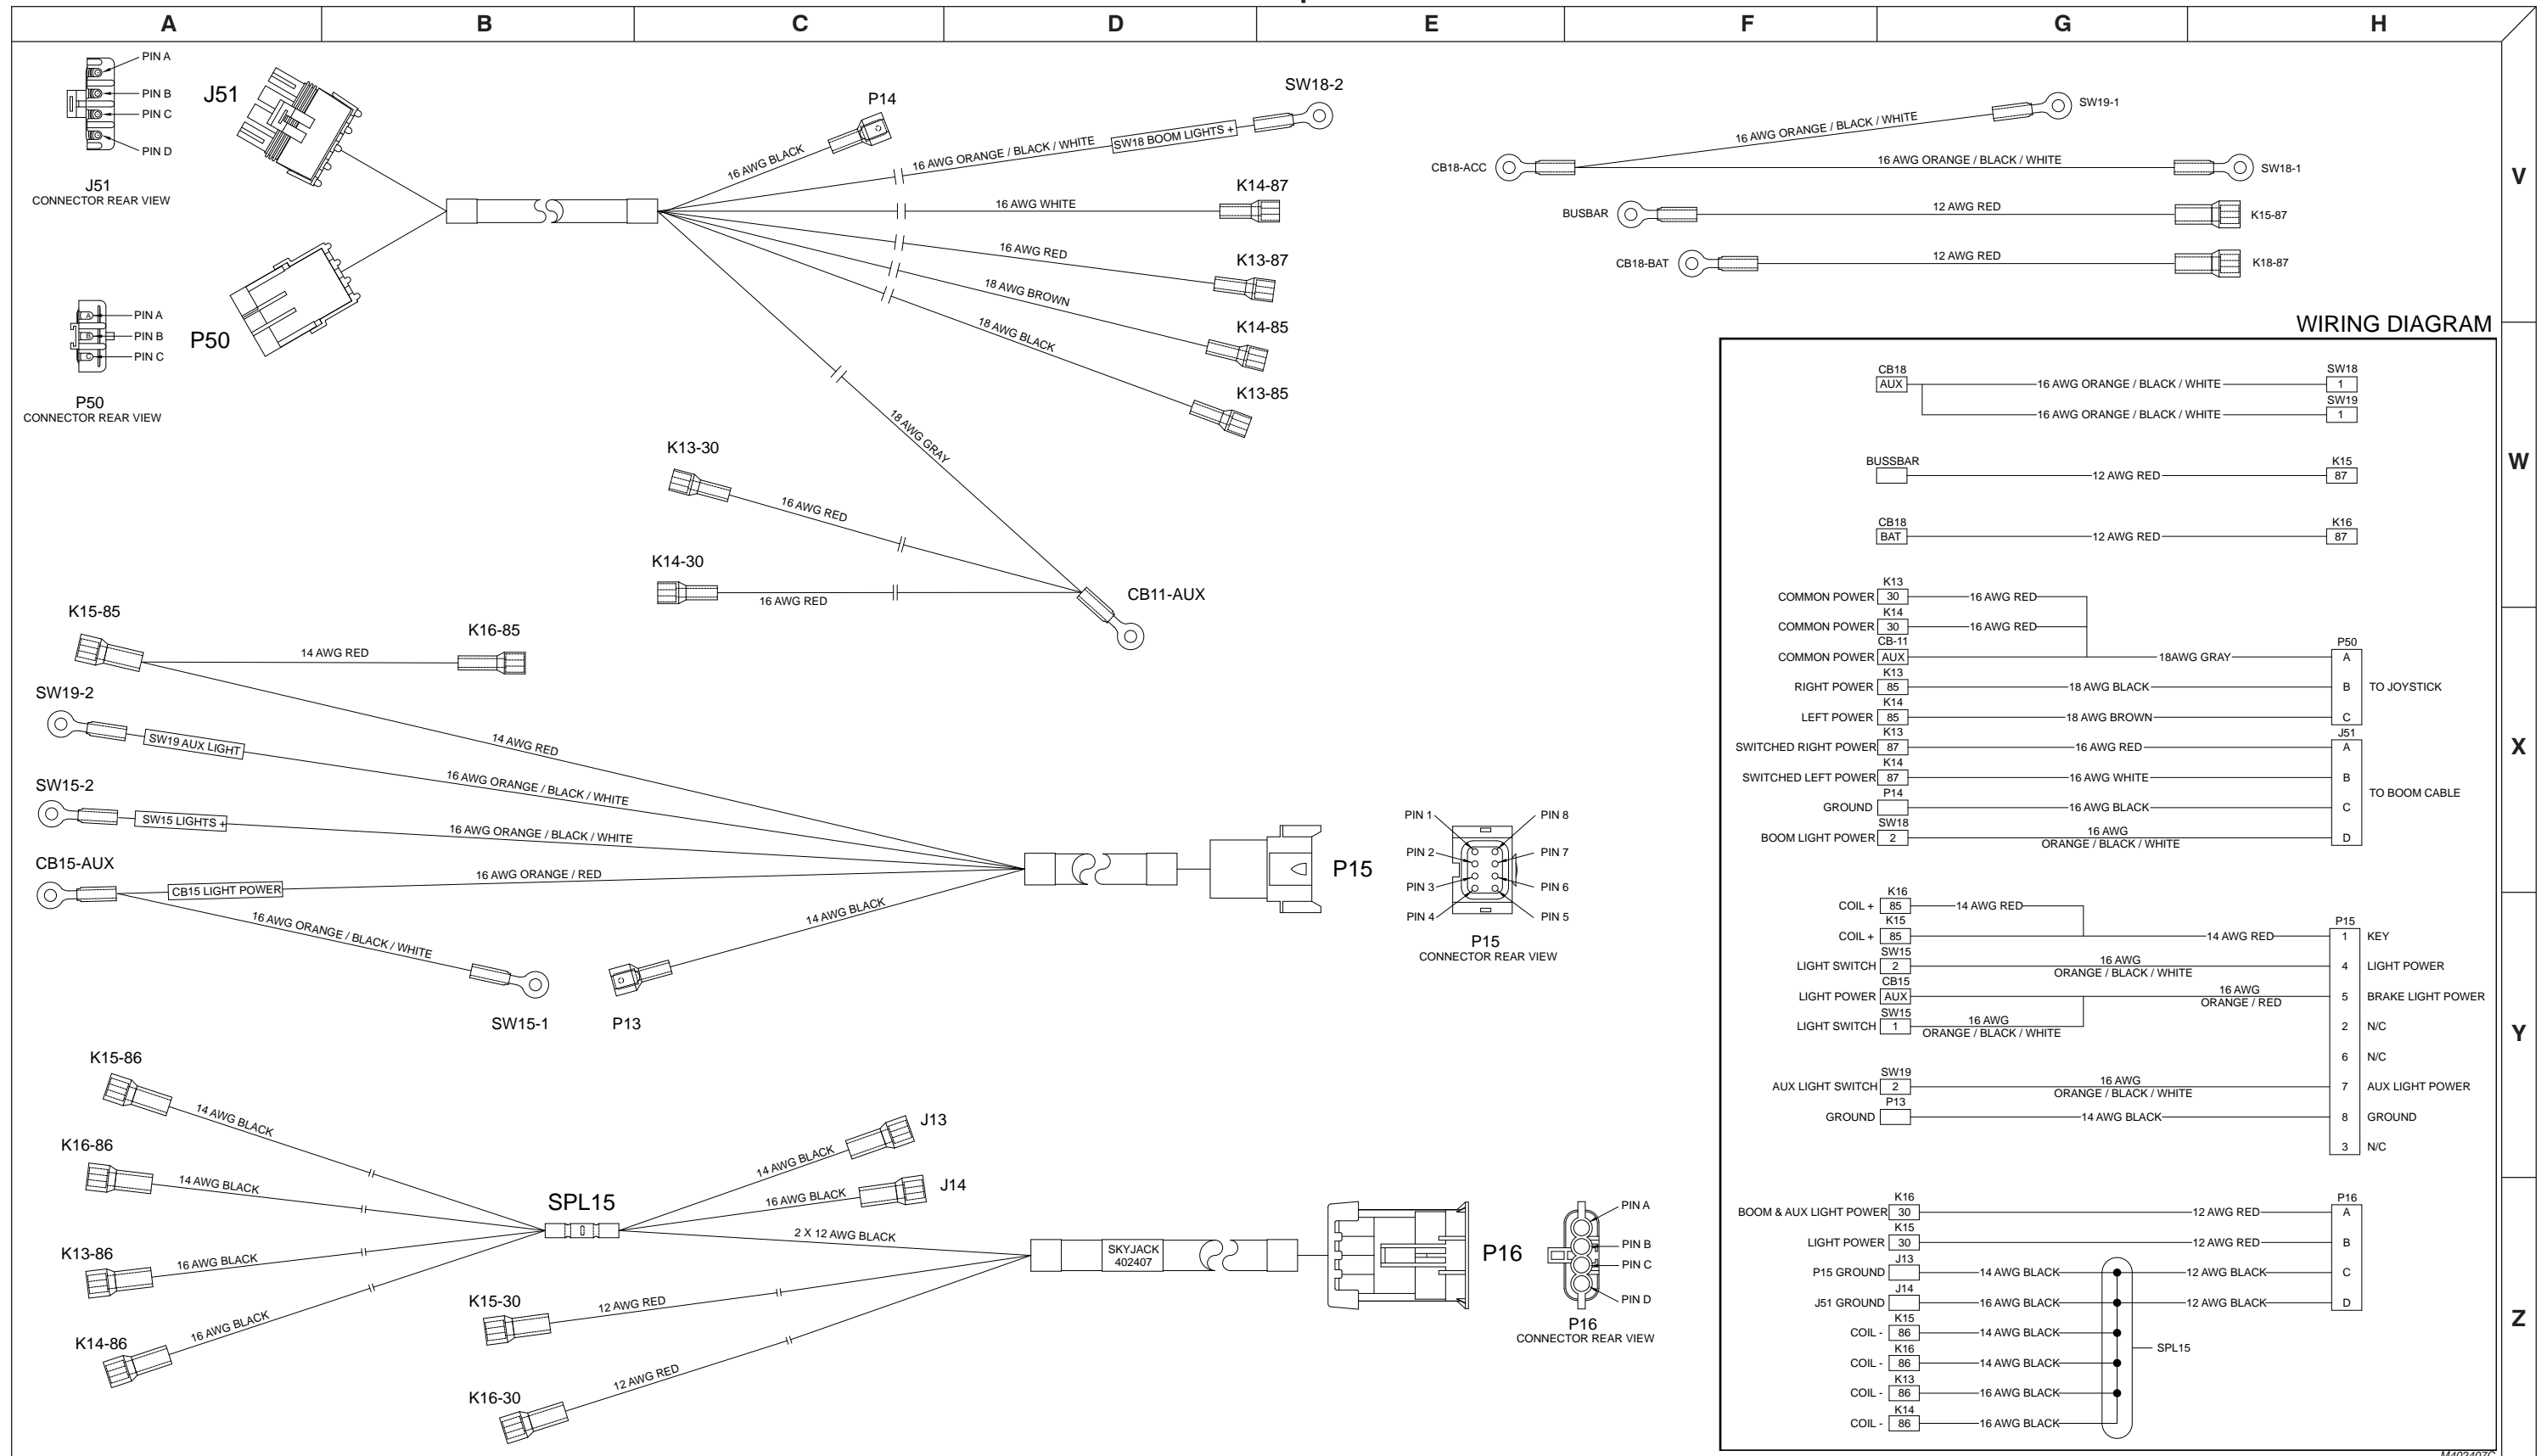 A B C D E F G H
PIN A
PIN B
PIN C
PIN D
J51
CONNECTOR REAR VIEW
J51
P14
SW18-2
16 AWG BLACK
16 AWG ORANGE / BLACK / WHITE
SW18 BOOM LIGHTS +
K14-87
16 AWG WHITE
K13-87
16 AWG RED
18 AWG BROWN
K14-85
18 AWG BLACK
K13-85
18 AWG GRAY
SW19-1
16 AWG ORANGE / BLACK / WHITE
CB18-ACC
16 AWG ORANGE / BLACK / WHITE
SW18-1
BUSBAR
12 AWG RED
K15-87
CB18-BAT
12 AWG RED
K18-87
V
PIN A
PIN B
PIN C
A
B
C
P50
P50
CONNECTOR REAR VIEW
K13-30
16 AWG RED
K14-30
16 AWG RED
CB11-AUX
W
K15-85
K16-85
14 AWG RED
SW19-2
SW19 AUX LIGHT
14 AWG RED
16 AWG ORANGE / BLACK / WHITE
SW15-2
SW15 LIGHTS +
16 AWG ORANGE / BLACK / WHITE
CB15-AUX
CB15 LIGHT POWER
16 AWG ORANGE / RED
16 AWG ORANGE / BLACK / WHITE
14 AWG BLACK
SW15-1
P13
P15
PIN 1
PIN 2
PIN 3
PIN 4
PIN 8
PIN 7
PIN 6
PIN 5
P15
CONNECTOR REAR VIEW
X
Y
K15-86
14 AWG BLACK
K16-86
14 AWG BLACK
K13-86
16 AWG BLACK
K14-86
16 AWG BLACK
SPL15
14 AWG BLACK
J13
16 AWG BLACK
J14
2 X 12 AWG BLACK
SKYJACK
402407
K15-30
12 AWG RED
K16-30
12 AWG RED
P16
PIN A
PIN B
PIN C
PIN D
P16
CONNECTOR REAR VIEW
Z
WIRING DIAGRAM
CB18 SW18
AUX 16 AWG ORANGE / BLACK / WHITE 1
SW19
16 AWG ORANGE / BLACK / WHITE 1
BUSSBAR K15
12 AWG RED 87
CB18 K16
BAT 12 AWG RED 87
K13
COMMON POWER 30 16 AWG RED
K14
COMMON POWER 30 16 AWG RED
CB-11 P50
COMMON POWER AUX 18AWG GRAY A
K13
RIGHT POWER 85 18 AWG BLACK B TO JOYSTICK
K14
LEFT POWER 85 18 AWG BROWN C
K13 J51
SWITCHED RIGHT POWER 87 16 AWG RED A
K14
SWITCHED LEFT POWER 87 16 AWG WHITE B
TO BOOM CABLE
P14
GROUND 16 AWG BLACK C
SW18
BOOM LIGHT POWER 2 16 AWG ORANGE / BLACK / WHITE D
K16
COIL + 85 14 AWG RED
K15 P15
COIL + 85 14 AWG RED 1 KEY
SW15
LIGHT SWITCH 2 16 AWG ORANGE / BLACK / WHITE 4 LIGHT POWER
CB15
LIGHT POWER AUX 16 AWG ORANGE / RED 5 BRAKE LIGHT POWER
SW15
LIGHT SWITCH 1 16 AWG ORANGE / BLACK / WHITE 2 N/C
6 N/C
SW19
AUX LIGHT SWITCH 2 16 AWG ORANGE / BLACK / WHITE 7 AUX LIGHT POWER
P13
GROUND 14 AWG BLACK 8 GROUND
3 N/C
K16 P16
BOOM & AUX LIGHT POWER 30 12 AWG RED A
K15
LIGHT POWER 30 12 AWG RED B
J13
P15 GROUND 14 AWG BLACK 12 AWG BLACK C
J14
J51 GROUND 16 AWG BLACK 12 AWG BLACK D
K15
COIL - 86 14 AWG BLACK
SPL15
K16
COIL - 86 14 AWG BLACK
K13
COIL - 86 16 AWG BLACK
K14
COIL - 86 16 AWG BLACK